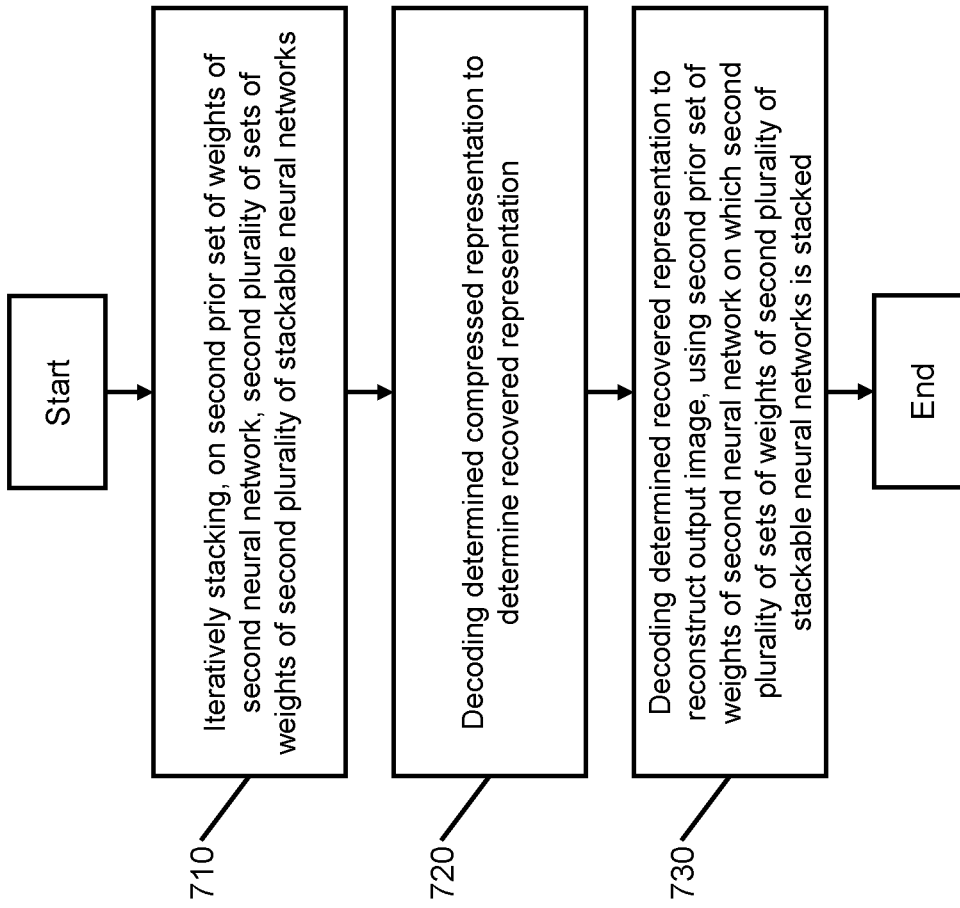 Start
710
Iteratively stacking, on second prior set of weights of
second neural network, second plurality of sets of
weights of second plurality of stackable neural networks
720
Decoding determined compressed representation to
determine recovered representation
730
Decoding determined recovered representation to
reconstruct output image, using second prior set of
weights of second neural network on which second
plurality of sets of weights of second plurality of
stackable neural networks is stacked
End